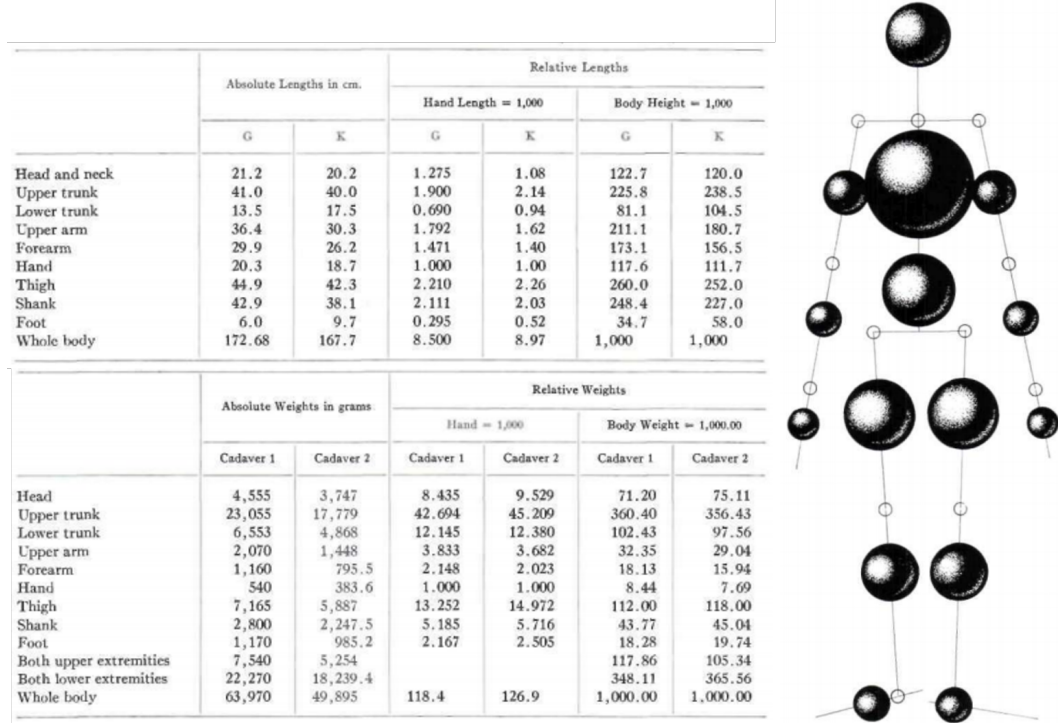 Absolute Lengths in cm. Relative Lengths
Hand Length = 1,000 Body Height = 1,000
G K G K G K
Head and neck 21.2 20.2 1.275 1.08 122.7 120.0
Upper trunk 41.0 40.0 1.900 2.14 225.8 238.5
Lower trunk 13.5 17.5 0.690 0.94 81.1 104.5
Upper arm 36.4 30.3 1.792 1.62 211.1 180.7
Forearm 29.9 26.2 1.471 1.40 173.1 156.5
Hand 20.3 18.7 1.000 1.00 117.6 111.7
Thigh 44.9 42.3 2.210 2.26 260.0 252.0
Shank 42.9 38.1 2.111 2.03 248.4 227.0
Foot 6.0 9.7 0.295 0.52 34.7 58.0
Whole body 172.68 167.7 8.500 8.97 1,000 1,000
Absolute Weights in grams Relative Weights
Hand = 1,000 Body Weight = 1,000.00
Cadaver 1 Cadaver 2 Cadaver 1 Cadaver 2 Cadaver 1 Cadaver 2
Head 4,555 3,747 8.435 9.529 71.20 75.11
Upper trunk 23,055 17,779 42.694 45.209 360.40 356.43
Lower trunk 6,553 4,868 12.145 12.380 102.43 97.56
Upper arm 2,070 1,448 3.833 3.682 32.35 29.04
Forearm 1,160 795.5 2.148 2.023 18.13 15.94
Hand 540 383.6 1.000 1.000 8.44 7.69
Thigh 7,165 5,887 13.252 14.972 112.00 118.00
Shank 2,800 2,247.5 5.185 5.716 43.77 45.04
Foot 1,170 985.2 2.167 2.505 18.28 19.74
Both upper extremities 7,540 5,254 117.86 105.34
Both lower extremities 22,270 18,239.4 348.11 365.56
Whole body 63,970 49,895 118.4 126.9 1,000.00 1,000.00